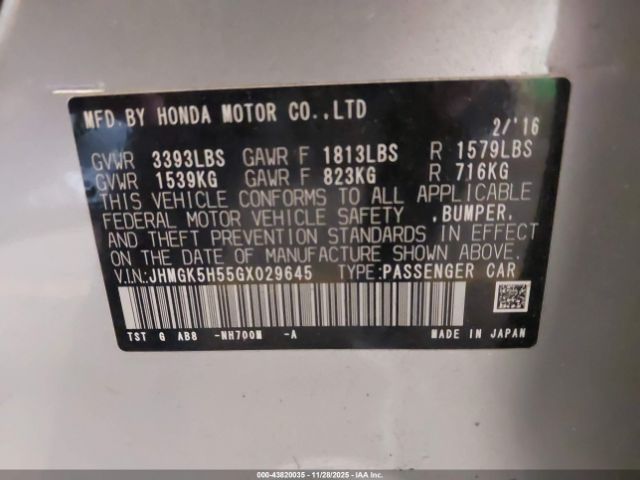 MFD.BY HONDA MOTOR CO.,LTD 2/'16
GVWR 3393LBS GAWR F 1813LBS R 1579LBS
GVWR 1539KG GAWR F 823KG R 716KG
THIS VEHICLE CONFORMS TO ALL APPLICABLE
FEDERAL MOTOR VEHICLE SAFETY ,BUMPER,
AND THEFT PREVENTION STANDARDS IN EFFECT
ON THE DATE OF MANUFACTURE SHOWN ABOVE.
V.I.N.:JHMGK5H55GX029645 TYPE:PASSENGER CAR
TST G AB8 -NH700M -A MADE IN JAPAN
000-43820035 - 11/28/2025 - IAA Inc.